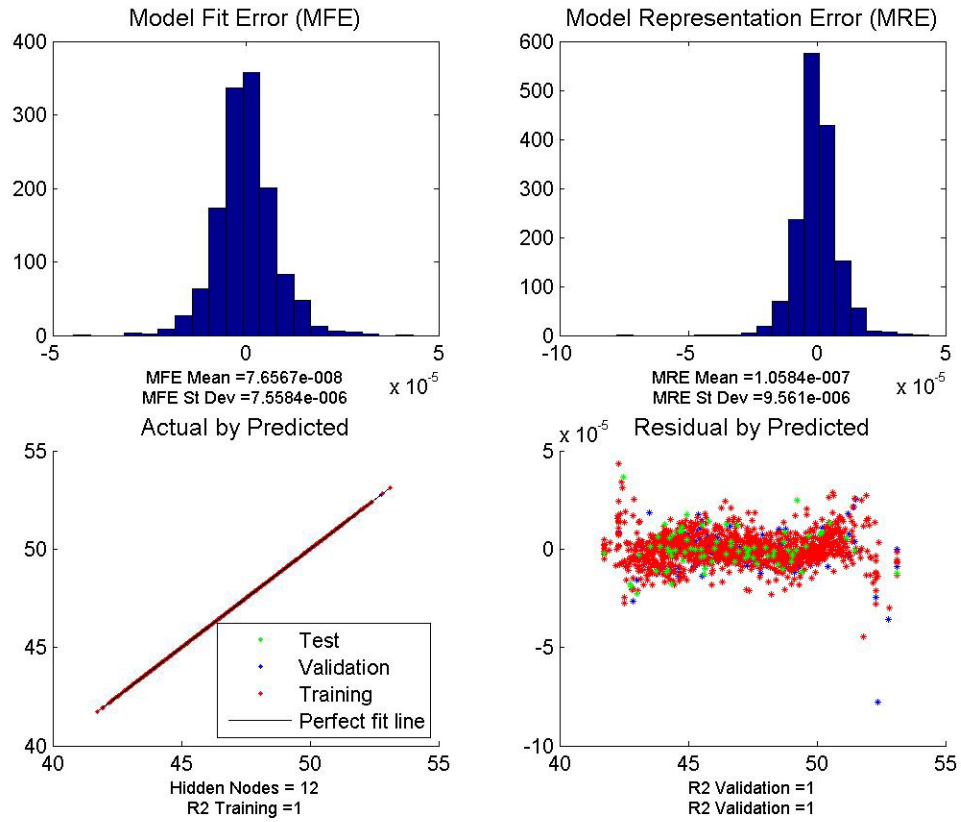 Model Fit Error (MFE)
400
300
200
100
0
-5
0
5
x 10-5
MFE Mean =7.6567e-008
MFE St Dev =7.5584e-006
Model Representation Error (MRE)
600
500
400
300
200
100
0
-10
-5
0
5
x 10-5
MRE Mean =1.0584e-007
MRE St Dev =9.561e-006
Actual by Predicted
55
50
45
40
40
45
50
55
Test
Validation
Training
Perfect fit line
Hidden Nodes = 12
R2 Training =1
Residual by Predicted
x 10-5
5
0
-5
-10
40
45
50
55
R2 Validation =1
R2 Validation =1